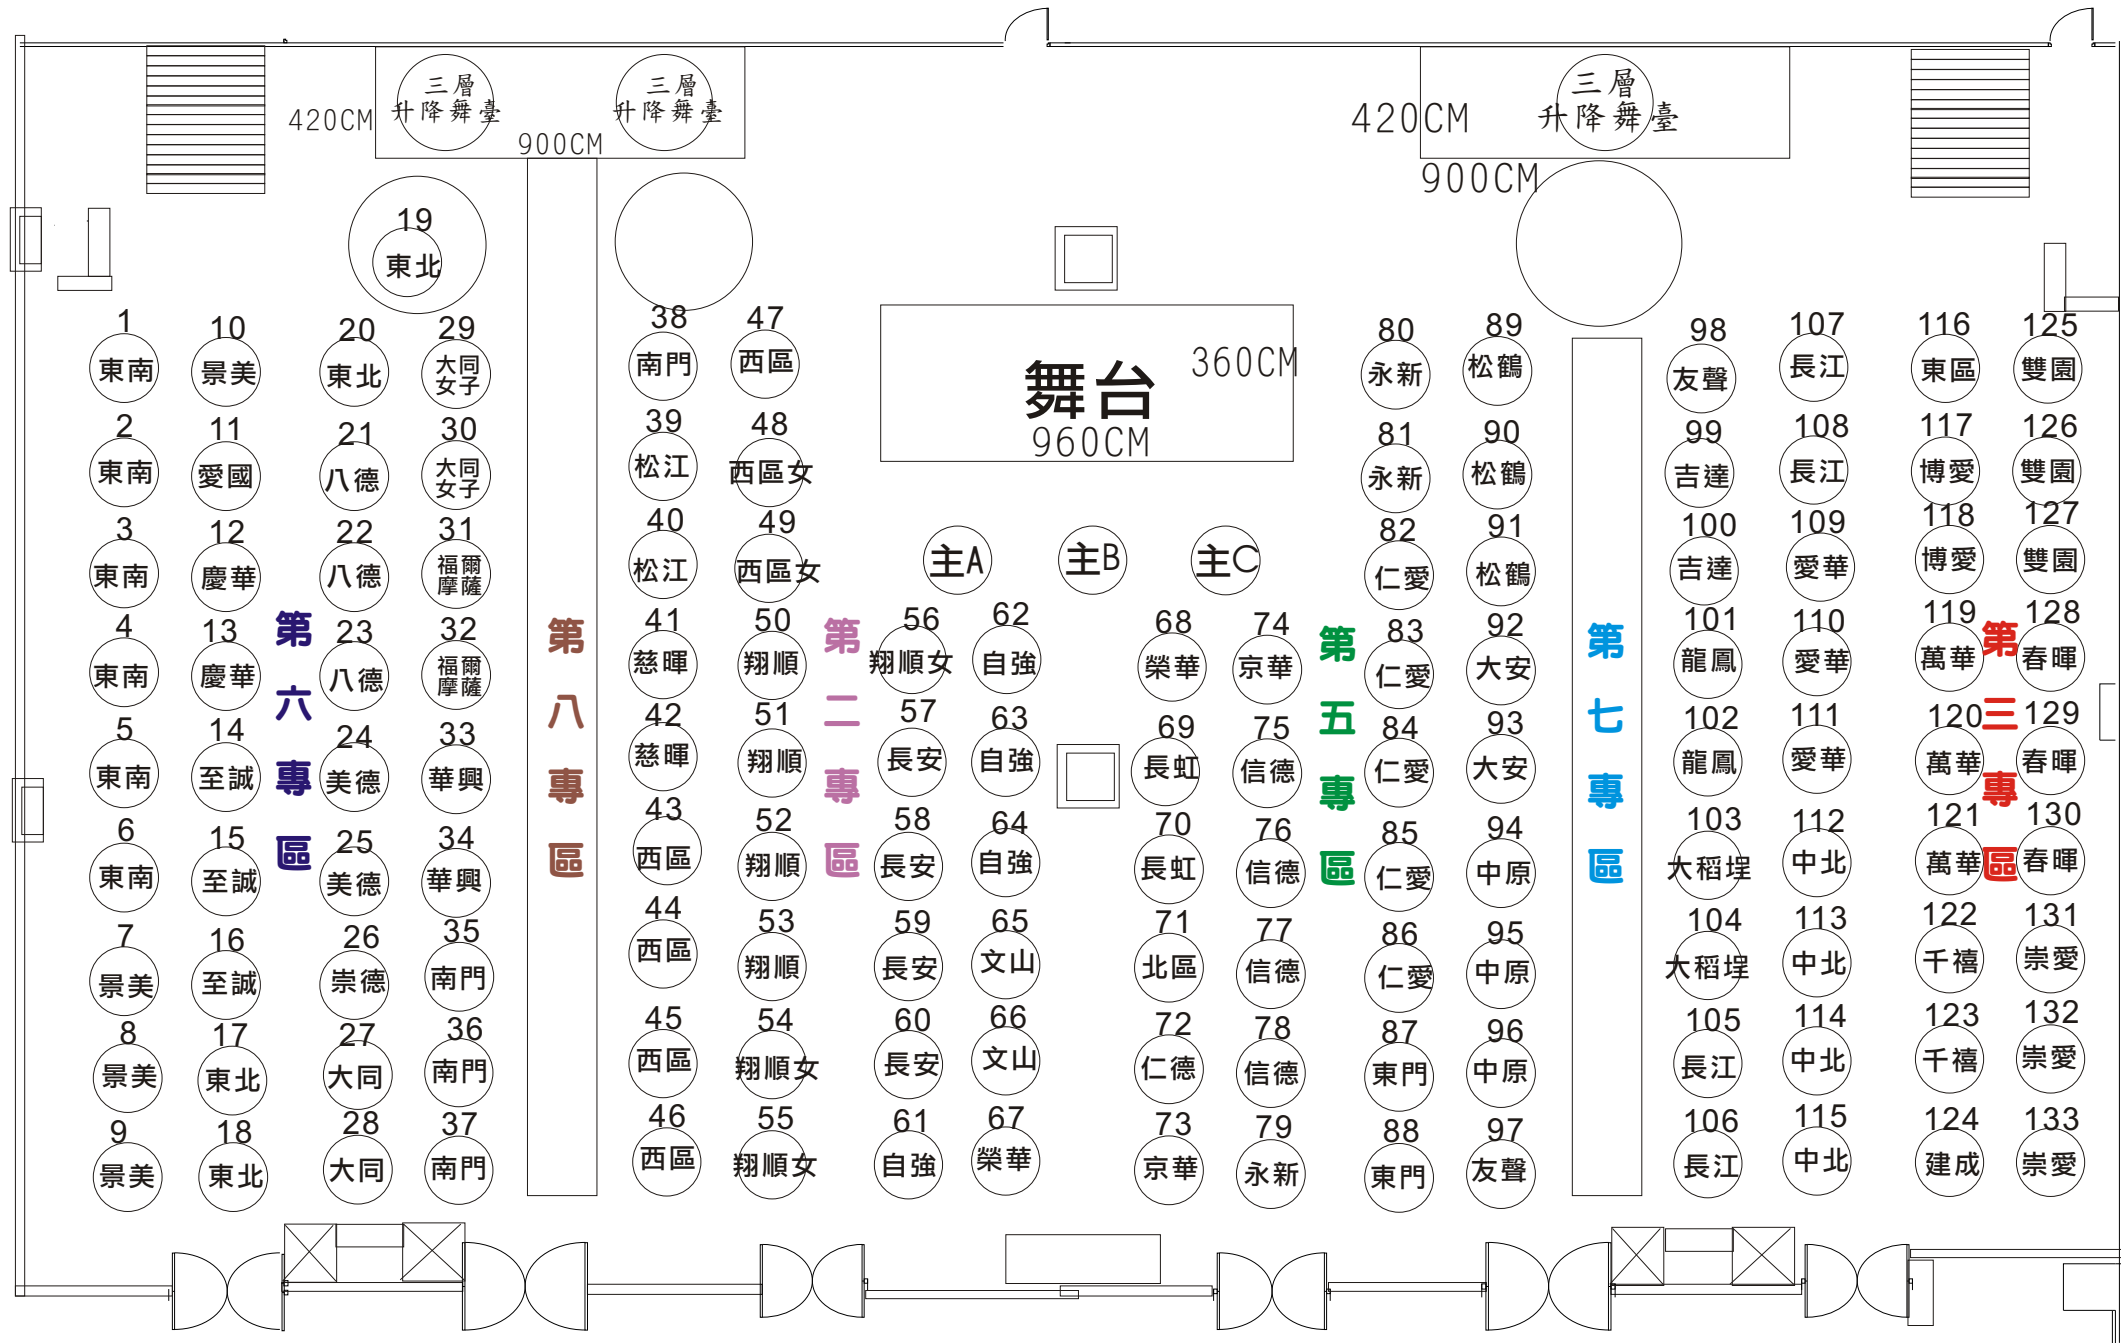 三層
升降舞臺
三層
升降舞臺
420CM
900CM
三層
升降舞臺
420CM
900CM
舞台
360CM
960CM
主A
主B
主C
第六專區
第八專區
第二專區
第五專區
第七專區
第三專區
1
東南
2
東南
3
東南
4
東南
5
東南
6
東南
7
景美
8
景美
9
景美
10
景美
11
愛國
12
慶華
13
慶華
14
至誠
15
至誠
16
至誠
17
東北
18
東北
19
東北
20
東北
21
八德
22
八德
23
八德
24
美德
25
美德
26
崇德
27
大同
28
大同
29
大同
女子
30
大同
女子
31
福爾
摩薩
32
福爾
摩薩
33
華興
34
華興
35
南門
36
南門
37
南門
38
南門
39
松江
40
松江
41
慈暉
42
慈暉
43
西區
44
西區
45
西區
46
西區
47
西區
48
西區女
49
西區女
50
翔順
51
翔順
52
翔順
53
翔順
54
翔順女
55
翔順女
56
翔順女
57
長安
58
長安
59
長安
60
長安
61
自強
62
自強
63
自強
64
自強
65
文山
66
文山
67
榮華
68
榮華
69
長虹
70
長虹
71
北區
72
仁德
73
京華
74
京華
75
信德
76
信德
77
信德
78
信德
79
永新
80
永新
81
永新
82
仁愛
83
仁愛
84
仁愛
85
仁愛
86
仁愛
87
東門
88
東門
89
松鶴
90
松鶴
91
松鶴
92
大安
93
大安
94
中原
95
中原
96
中原
97
友聲
98
友聲
99
吉達
100
吉達
101
龍鳳
102
龍鳳
103
大稻埕
104
大稻埕
105
長江
106
長江
107
長江
108
長江
109
愛華
110
愛華
111
愛華
112
中北
113
中北
114
中北
115
中北
116
東區
117
博愛
118
博愛
119
萬華
120
萬華
121
萬華
122
千禧
123
千禧
124
建成
125
雙園
126
雙園
127
雙園
128
春暉
129
春暉
130
春暉
131
崇愛
132
崇愛
133
崇愛